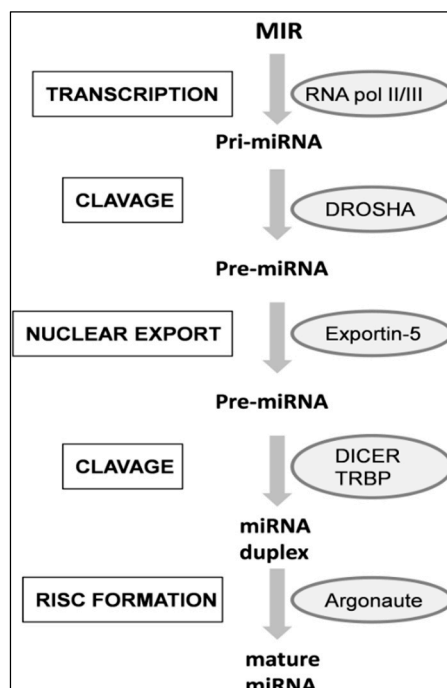 MIR
TRANSCRIPTION
RNA pol II/III
Pri-miRNA
CLAVAGE
DROSHA
Pre-miRNA
NUCLEAR EXPORT
Exportin-5
Pre-miRNA
CLAVAGE
DICER
TRBP
miRNA
duplex
RISC FORMATION
Argonaute
mature
miRNA